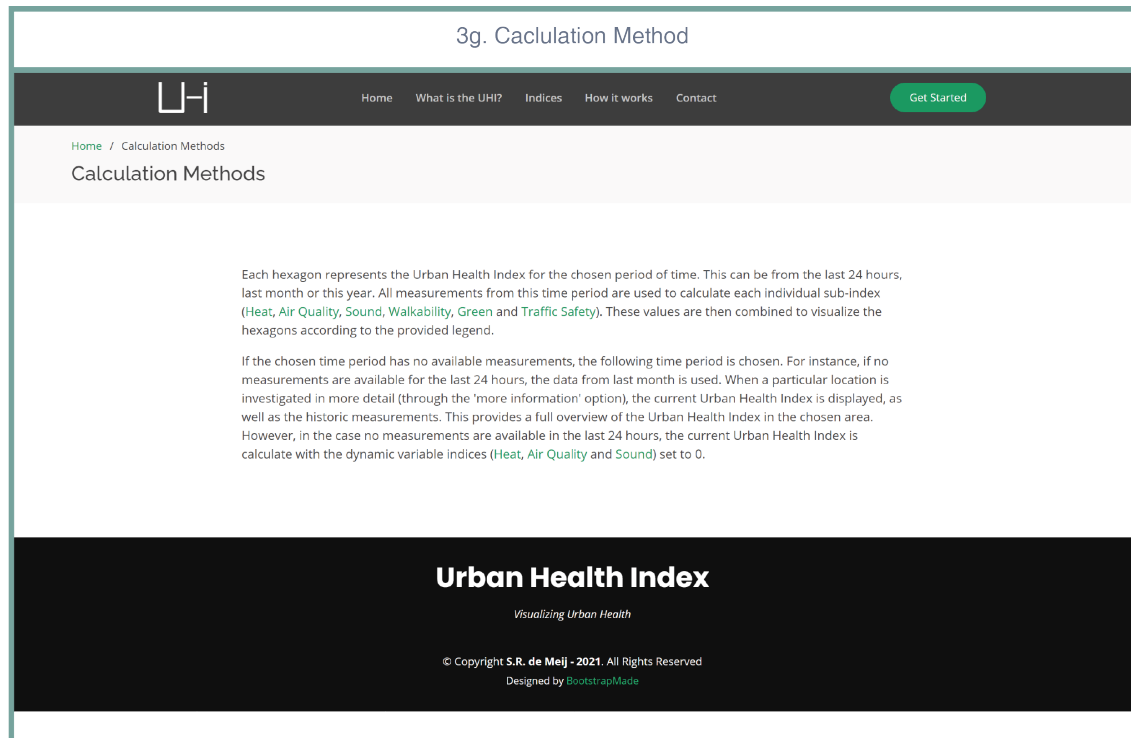 3g. Caclulation Method
UHi
Home What is the UHI? Indices How it works Contact Get Started
Home / Calculation Methods
Calculation Methods
Each hexagon represents the Urban Health Index for the chosen period of time. This can be from the last 24 hours,
last month or this year. All measurements from this time period are used to calculate each individual sub-index
(Heat, Air Quality, Sound, Walkability, Green and Traffic Safety). These values are then combined to visualize the
hexagons according to the provided legend.
If the chosen time period has no available measurements, the following time period is chosen. For instance, if no
measurements are available for the last 24 hours, the data from last month is used. When a particular location is
investigated in more detail (through the 'more information' option), the current Urban Health Index is displayed, as
well as the historic measurements. This provides a full overview of the Urban Health Index in the chosen area.
However, in the case no measurements are available in the last 24 hours, the current Urban Health Index is
calculate with the dynamic variable indices (Heat, Air Quality and Sound) set to 0.
Urban Health Index
Visualizing Urban Health
© Copyright S.R. de Meij - 2021. All Rights Reserved
Designed by BootstrapMade